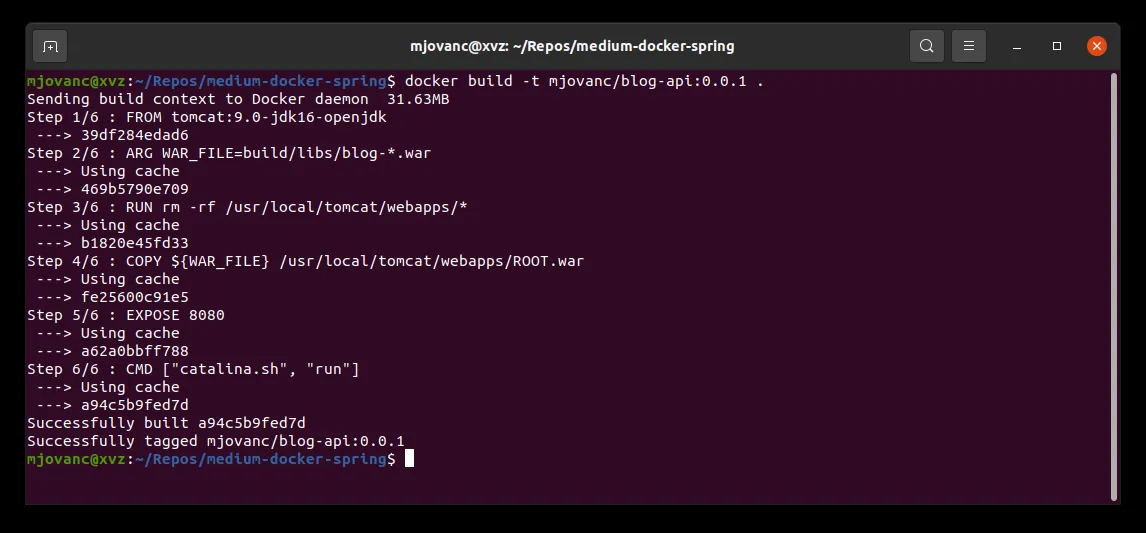 mjovanc@xvz: ~/Repos/medium-docker-spring
mjovanc@xvz:~/Repos/medium-docker-spring$ docker build -t mjovanc/blog-api:0.0.1 .
Sending build context to Docker daemon  31.63MB
Step 1/6 : FROM tomcat:9.0-jdk16-openjdk
 ---> 39df284edad6
Step 2/6 : ARG WAR_FILE=build/libs/blog-*.war
 ---> Using cache
 ---> 469b5790e709
Step 3/6 : RUN rm -rf /usr/local/tomcat/webapps/*
 ---> Using cache
 ---> b1820e45fd33
Step 4/6 : COPY ${WAR_FILE} /usr/local/tomcat/webapps/ROOT.war
 ---> Using cache
 ---> fe25600c91e5
Step 5/6 : EXPOSE 8080
 ---> Using cache
 ---> a62a0bbff788
Step 6/6 : CMD ["catalina.sh", "run"]
 ---> Using cache
 ---> a94c5b9fed7d
Successfully built a94c5b9fed7d
Successfully tagged mjovanc/blog-api:0.0.1
mjovanc@xvz:~/Repos/medium-docker-spring$